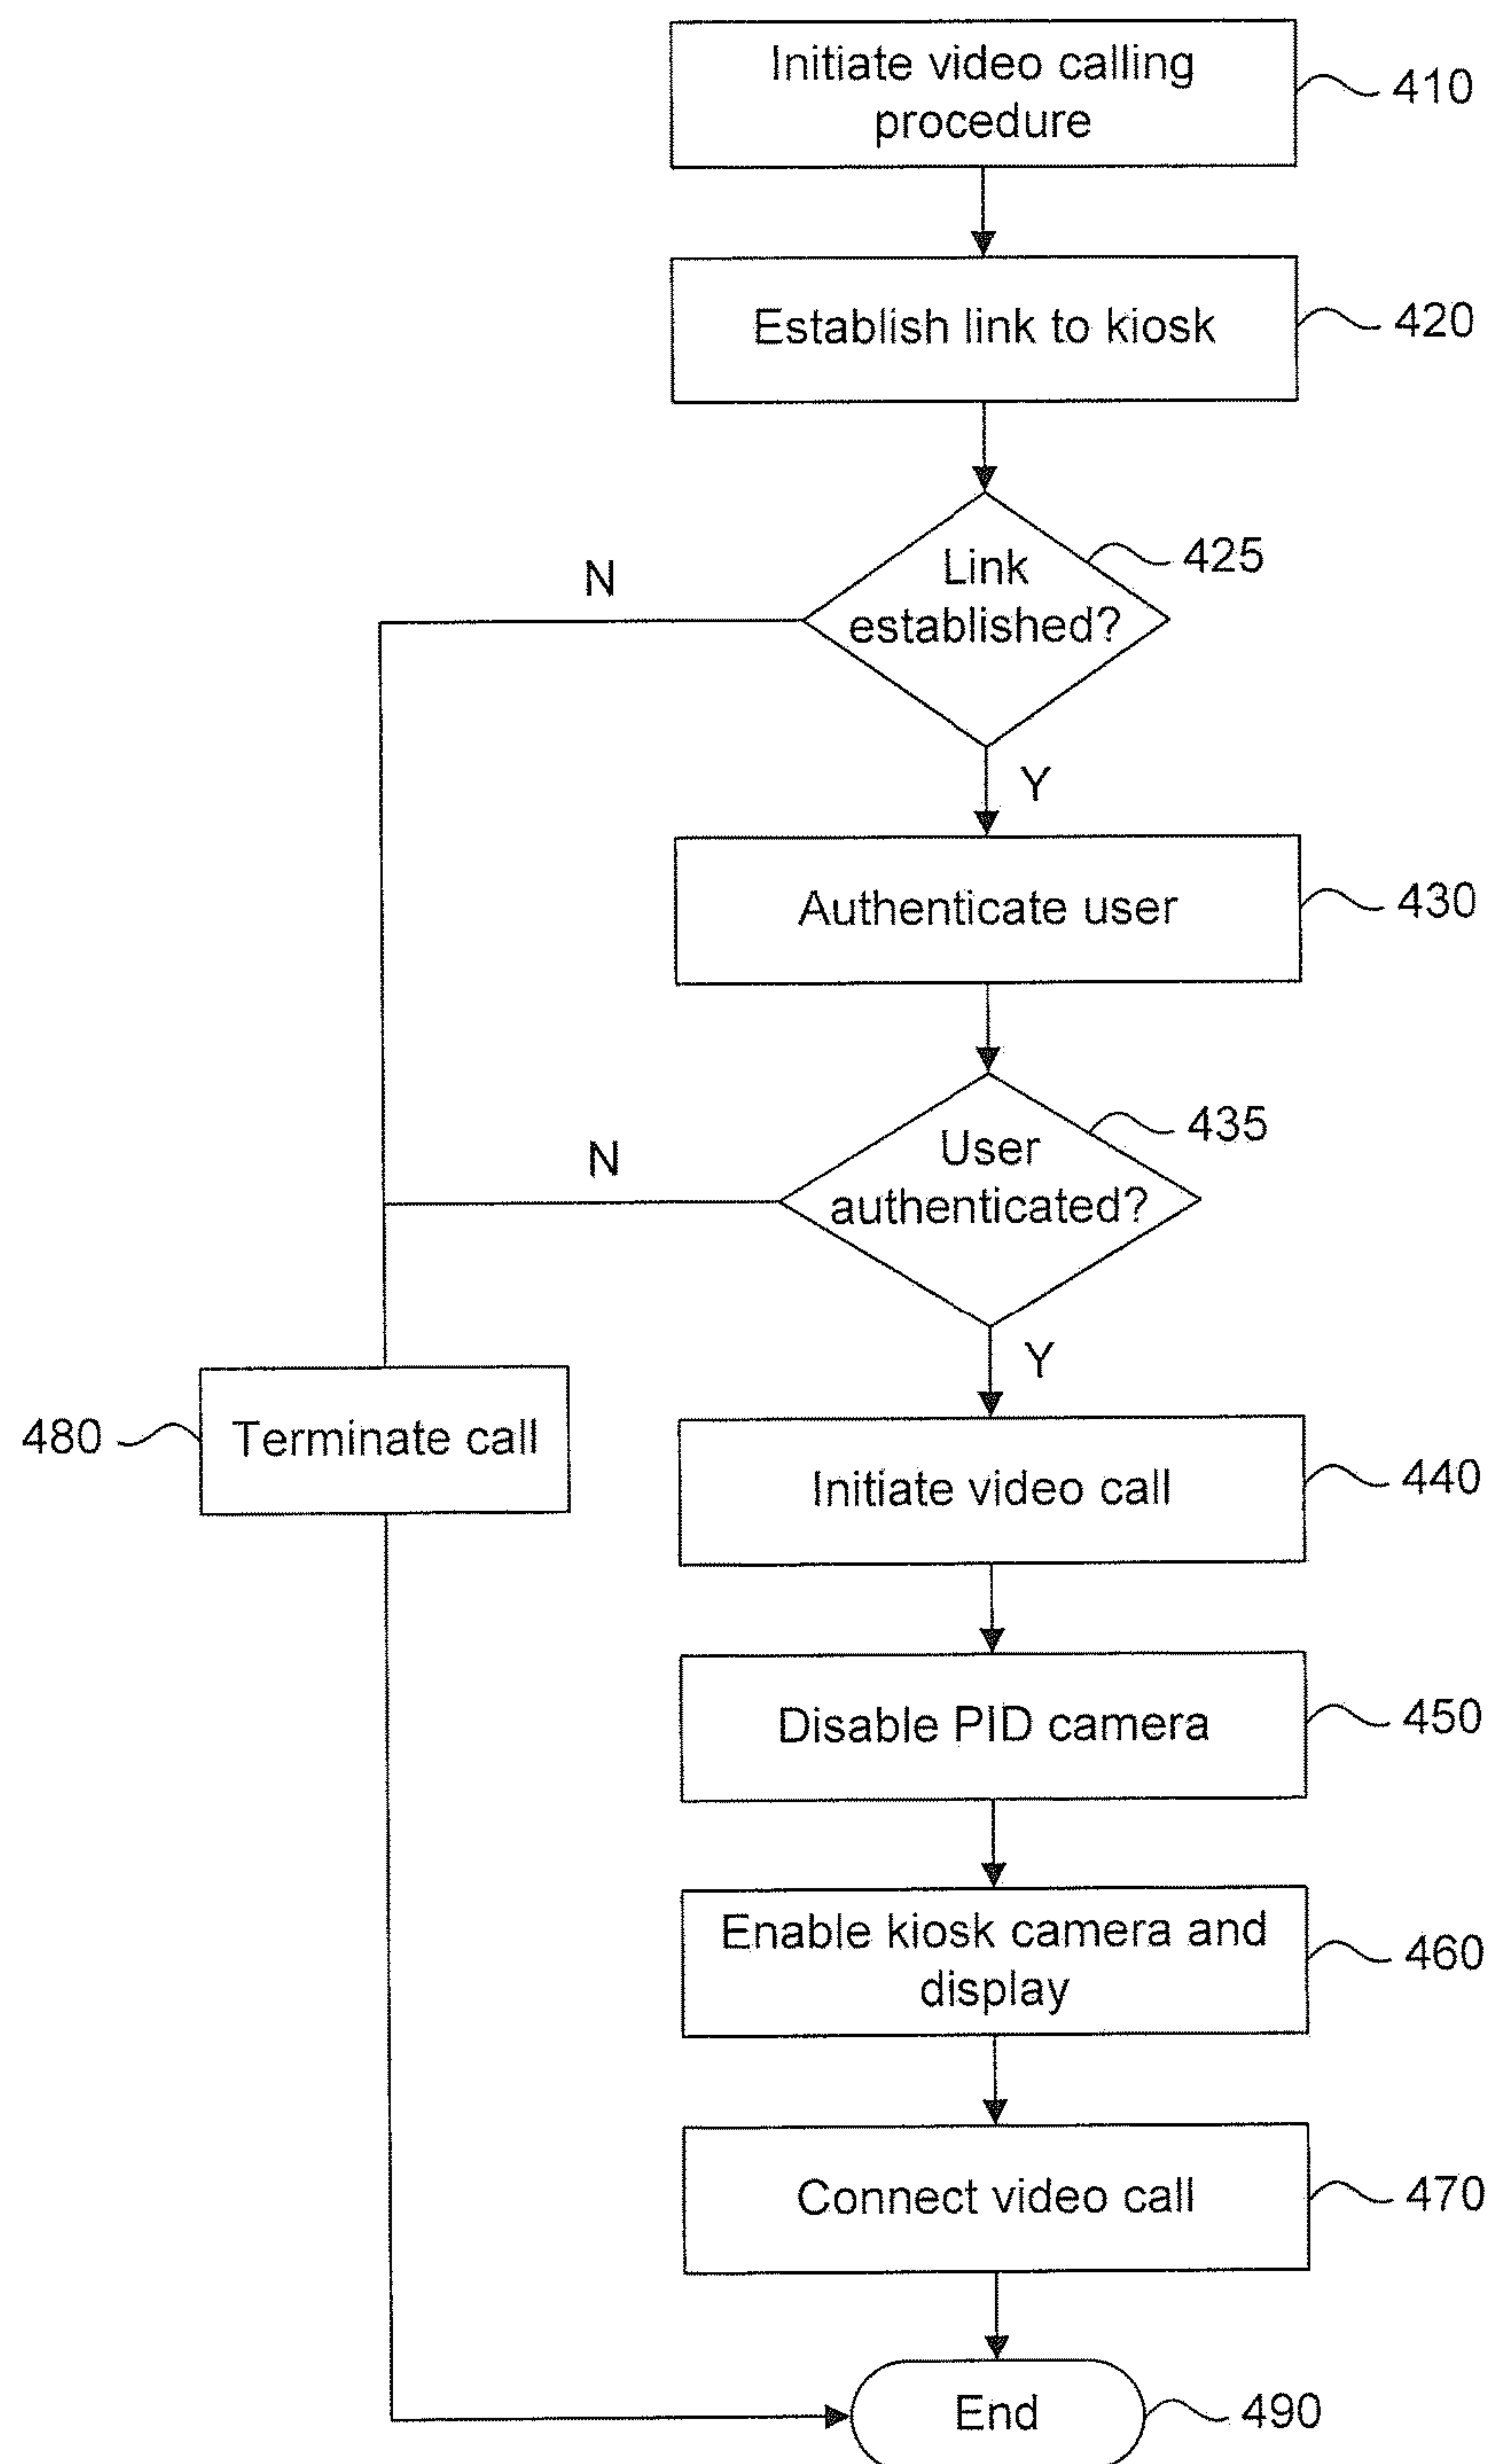 Initiate video calling
procedure
410
Establish link to kiosk
420
Link
established?
425
N
Y
Authenticate user
430
User
authenticated?
435
N
Y
Terminate call
480
Initiate video call
440
Disable PID camera
450
Enable kiosk camera and
display
460
Connect video call
470
End
490